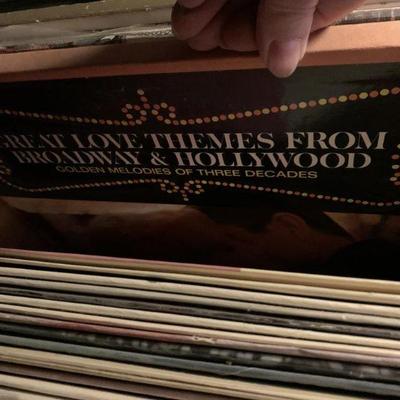 GREAT LOVE THEMES FROM
BROADWAY & HOLLYWOOD
GOLDEN MELODIES OF THREE DECADES